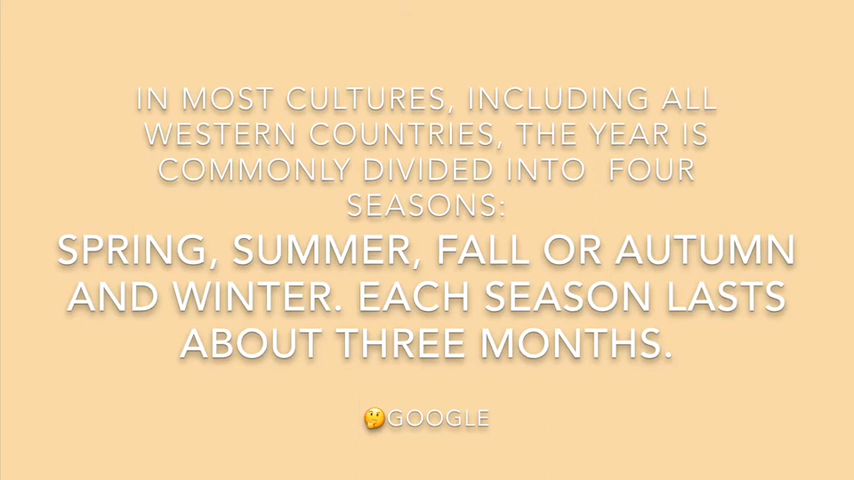 IN MOST CULTURES, INCLUDING ALL
WESTERN COUNTRIES, THE YEAR IS
COMMONLY DIVIDED INTO FOUR
SEASONS:
SPRING, SUMMER, FALL OR AUTUMN
AND WINTER. EACH SEASON LASTS
ABOUT THREE MONTHS.
🤔GOOGLE